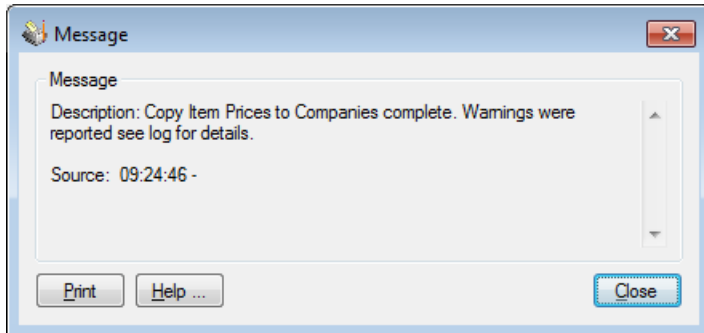 Message
Message
Description: Copy Item Prices to Companies complete. Warnings were
reported see log for details.
Source:  09:24:46 -
Print
Help ...
Close